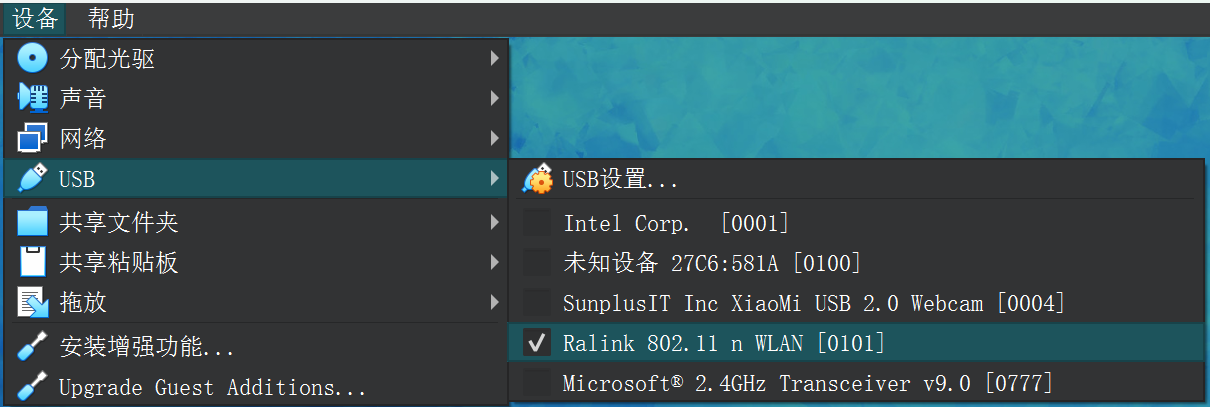 设备 帮助
分配光驱
声音
网络
USB
共享文件夹
共享粘贴板
拖放
安装增强功能...
Upgrade Guest Additions...
USB设置...
Intel Corp. [0001]
未知设备 27C6:581A [0100]
SunplusIT Inc XiaoMi USB 2.0 Webcam [0004]
Ralink 802.11 n WLAN [0101]
Microsoft® 2.4GHz Transceiver v9.0 [0777]